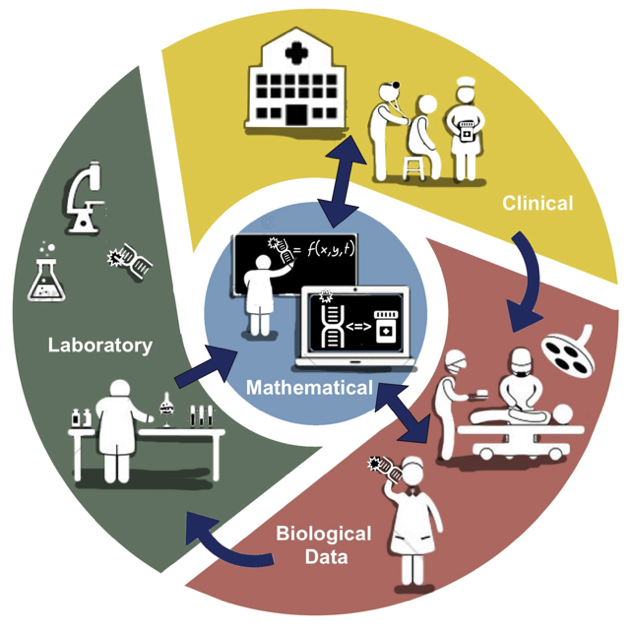 Clinical
= f(x,y,t)
<=>
Laboratory
Mathematical
Biological
Data